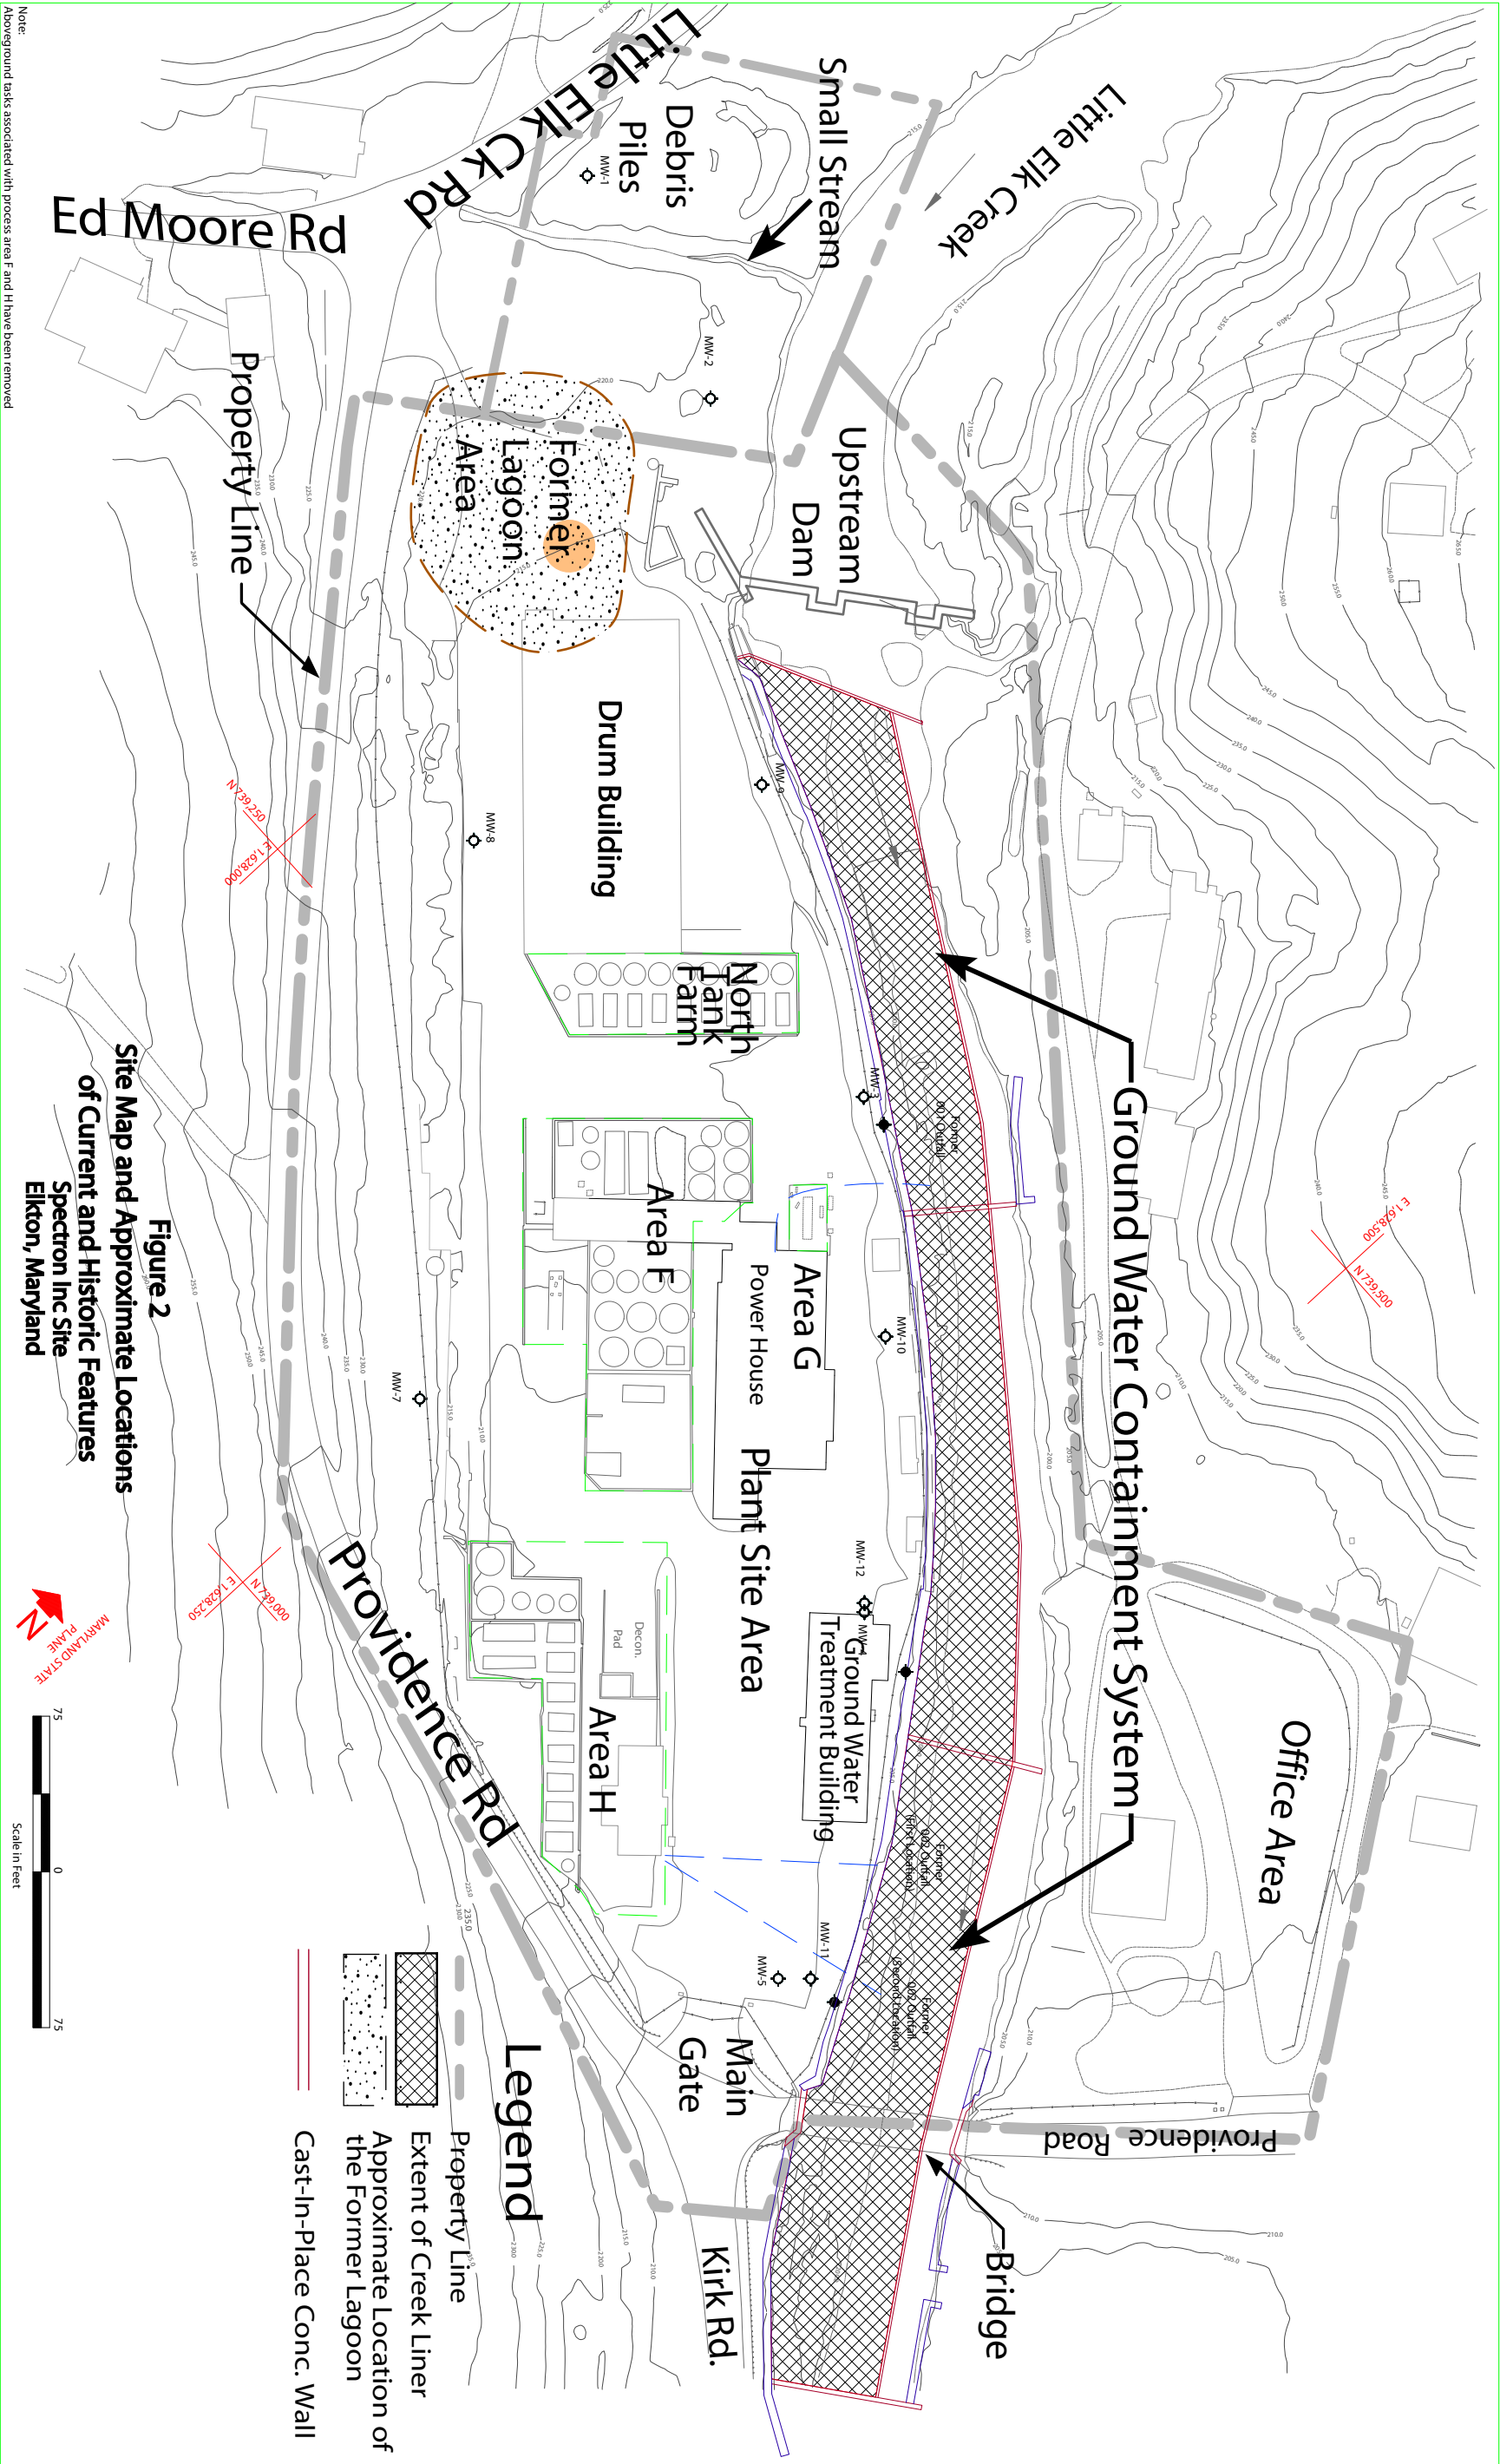 Note:
Aboveground tasks associated with process area F and H have been removed
Little Elk Ck Rd
Ed Moore Rd
Debris
Piles
Small Stream
Little Elk Creek
Upstream
Dam
Former
Lagoon
Area
Property Line
Drum Building
North
Tank
Farm
Area F
Area G
Power House
Plant Site Area
Ground Water
Treatment Building
Decon.
Pad
Area H
Ground Water Containment System
Office Area
Former
001 Outfall
Former
002 Outfall
(First Location)
Former
002 Outfall
(Second Location)
Main
Gate
Providence Rd
Providence Road
Kirk Rd.
Bridge
MW-1
MW-2
MW-9
MW-8
MW-3
MW-10
MW-7
MW-12
MW-4
MW-11
MW-5
N 739,250
E 1,628,000
E 1,628,500
N 739,500
N 739,000
E 1,628,250
Figure 2
Site Map and Approximate Locations
of Current and Historic Features
Spectron Inc Site
Elkton, Maryland
N
MARYLAND STATE
PLANE
75
0
75
Scale in Feet
Legend
Property Line
Extent of Creek Liner
Approximate Location of
the Former Lagoon
Cast-In-Place Conc. Wall